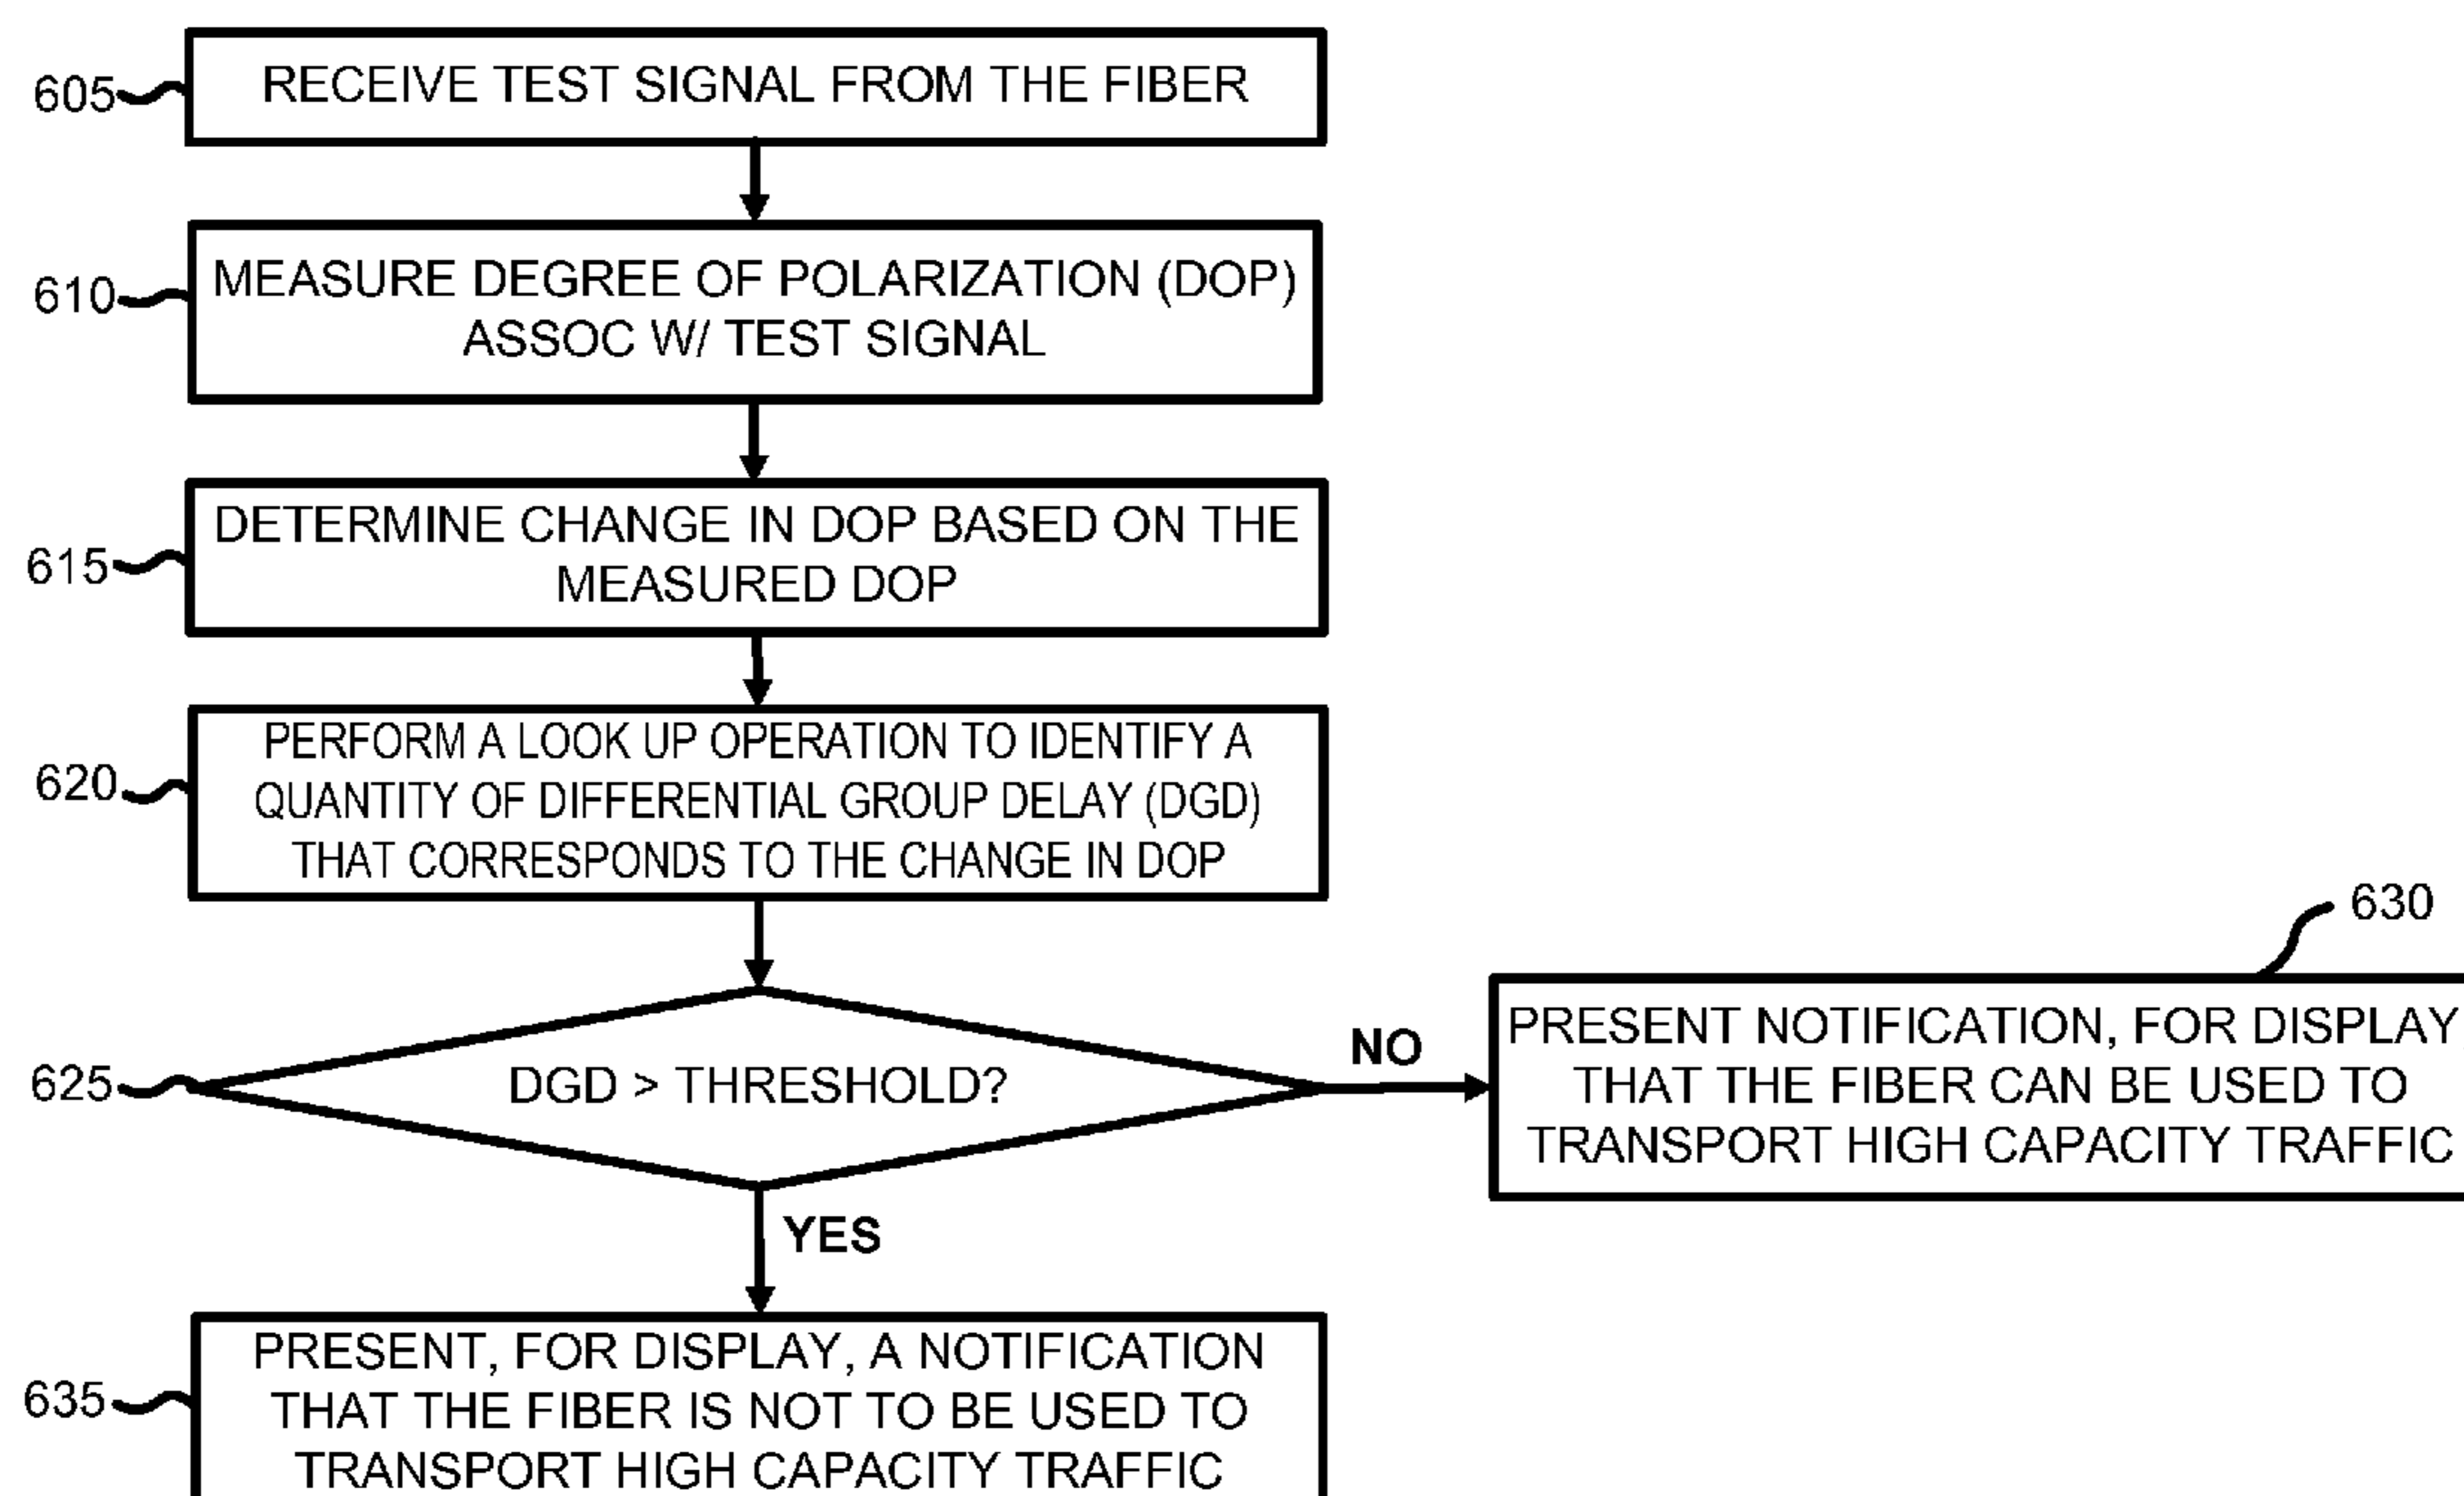 605
RECEIVE TEST SIGNAL FROM THE FIBER
610
MEASURE DEGREE OF POLARIZATION (DOP)
ASSOC W/ TEST SIGNAL
615
DETERMINE CHANGE IN DOP BASED ON THE
MEASURED DOP
620
PERFORM A LOOK UP OPERATION TO IDENTIFY A
QUANTITY OF DIFFERENTIAL GROUP DELAY (DGD)
THAT CORRESPONDS TO THE CHANGE IN DOP
625
DGD > THRESHOLD?
NO
630
PRESENT NOTIFICATION, FOR DISPLAY
THAT THE FIBER CAN BE USED TO
TRANSPORT HIGH CAPACITY TRAFFIC
YES
635
PRESENT, FOR DISPLAY, A NOTIFICATION
THAT THE FIBER IS NOT TO BE USED TO
TRANSPORT HIGH CAPACITY TRAFFIC